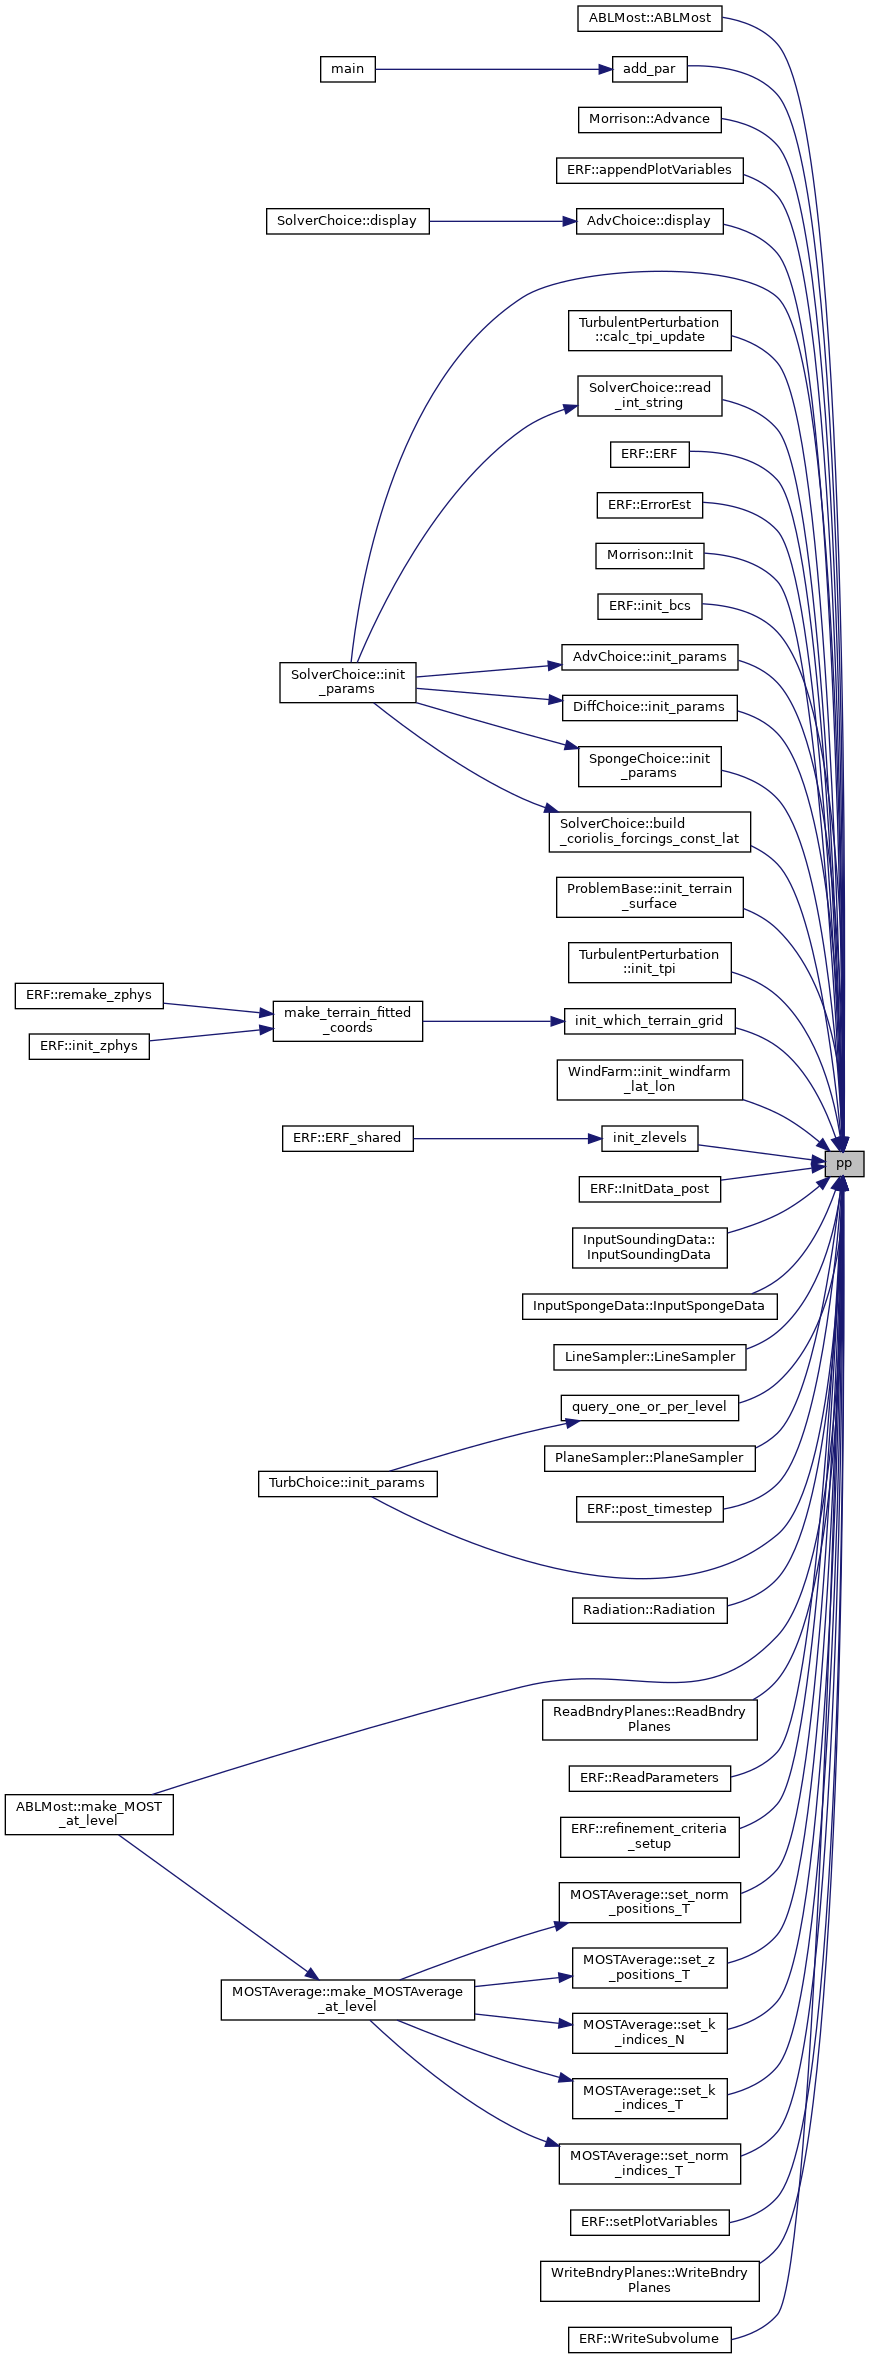 ABLMost::ABLMost
main
add_par
Morrison::Advance
ERF::appendPlotVariables
SolverChoice::display
AdvChoice::display
TurbulentPerturbation
::calc_tpi_update
SolverChoice::read
_int_string
ERF::ERF
ERF::ErrorEst
Morrison::Init
ERF::init_bcs
AdvChoice::init_params
SolverChoice::init
_params
DiffChoice::init_params
SpongeChoice::init
_params
SolverChoice::build
_coriolis_forcings_const_lat
ProblemBase::init_terrain
_surface
TurbulentPerturbation
::init_tpi
ERF::remake_zphys
make_terrain_fitted
_coords
init_which_terrain_grid
ERF::init_zphys
WindFarm::init_windfarm
_lat_lon
ERF::ERF_shared
init_zlevels
pp
ERF::InitData_post
InputSoundingData::
InputSoundingData
InputSpongeData::InputSpongeData
LineSampler::LineSampler
query_one_or_per_level
PlaneSampler::PlaneSampler
TurbChoice::init_params
ERF::post_timestep
Radiation::Radiation
ReadBndryPlanes::ReadBndry
Planes
ERF::ReadParameters
ABLMost::make_MOST
_at_level
ERF::refinement_criteria
_setup
MOSTAverage::set_norm
_positions_T
MOSTAverage::set_z
_positions_T
MOSTAverage::make_MOSTAverage
_at_level
MOSTAverage::set_k
_indices_N
MOSTAverage::set_k
_indices_T
MOSTAverage::set_norm
_indices_T
ERF::setPlotVariables
WriteBndryPlanes::WriteBndry
Planes
ERF::WriteSubvolume